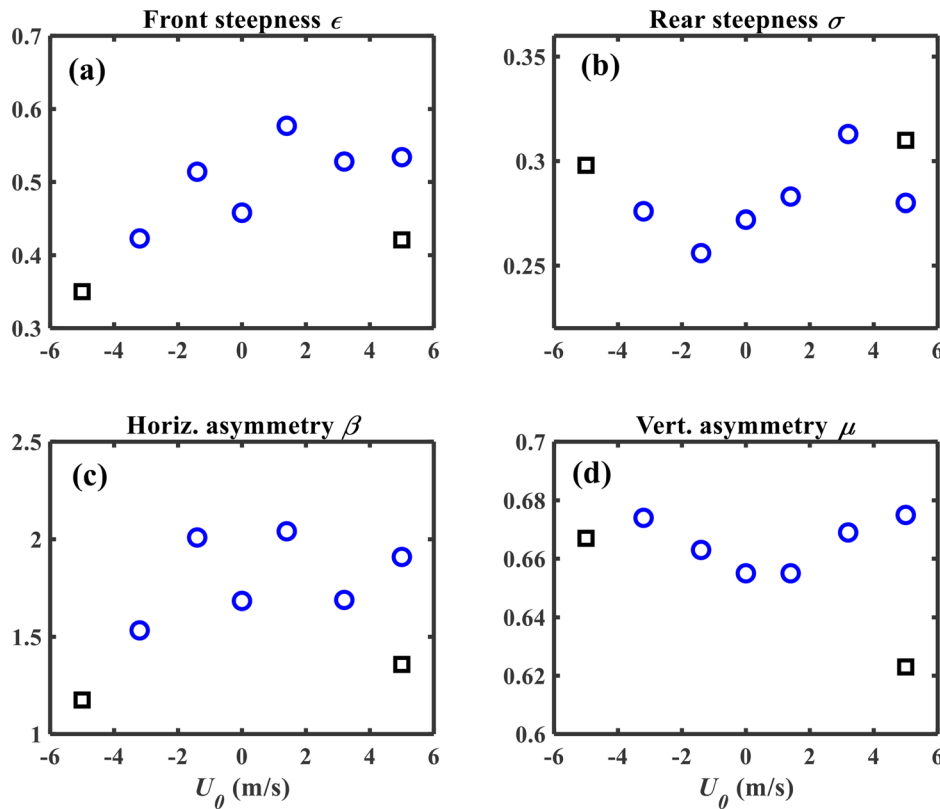 Front steepness ϵ
Rear steepness σ
(a)
0.7
0.6
0.5
0.4
0.3
-6 -4 -2 0 2 4 6
(b)
0.35
0.3
0.25
-6 -4 -2 0 2 4 6
Horiz. asymmetry β
Vert. asymmetry μ
(c)
2.5
2
1.5
1
-6 -4 -2 0 2 4 6
U0 (m/s)
(d)
0.7
0.68
0.66
0.64
0.62
0.6
-6 -4 -2 0 2 4 6
U0 (m/s)